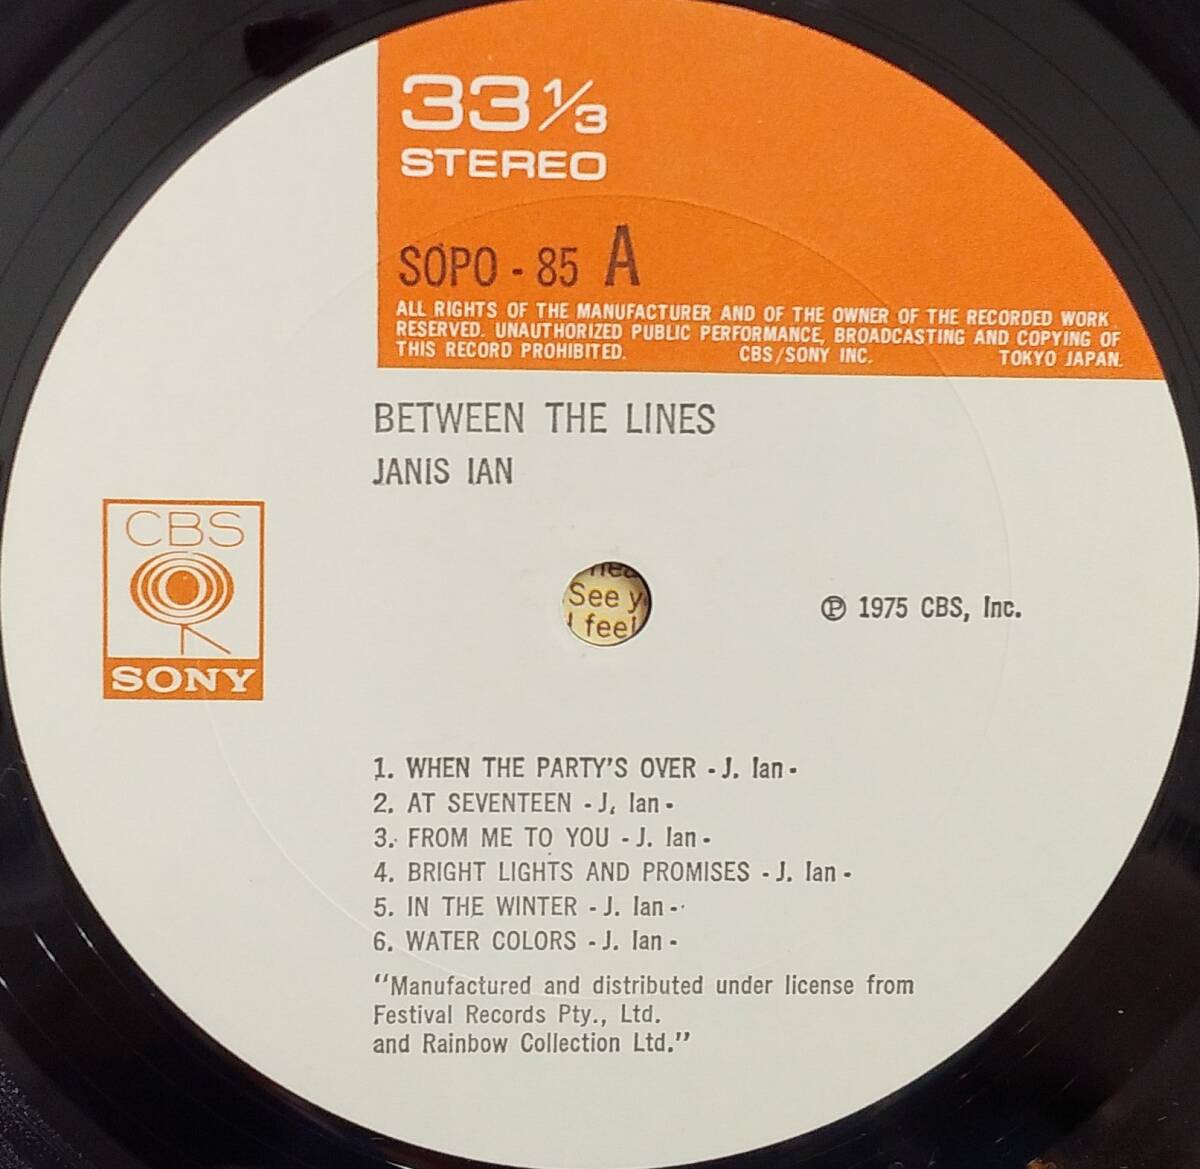 33 1/3
STEREO
SOPO - 85 A
ALL RIGHTS OF THE MANUFACTURER AND OF THE OWNER OF THE RECORDED WORK
RESERVED. UNAUTHORIZED PUBLIC PERFORMANCE, BROADCASTING AND COPYING OF
THIS RECORD PROHIBITED. CBS/SONY INC. TOKYO JAPAN.
BETWEEN THE LINES
JANIS IAN
CBS
SONY
See
feel
℗ 1975 CBS, Inc.
1. WHEN THE PARTY'S OVER - J. Ian -
2. AT SEVENTEEN - J. Ian -
3. FROM ME TO YOU - J. Ian -
4. BRIGHT LIGHTS AND PROMISES - J. Ian -
5. IN THE WINTER - J. Ian -
6. WATER COLORS - J. Ian -
"Manufactured and distributed under license from
Festival Records Pty., Ltd.
and Rainbow Collection Ltd."